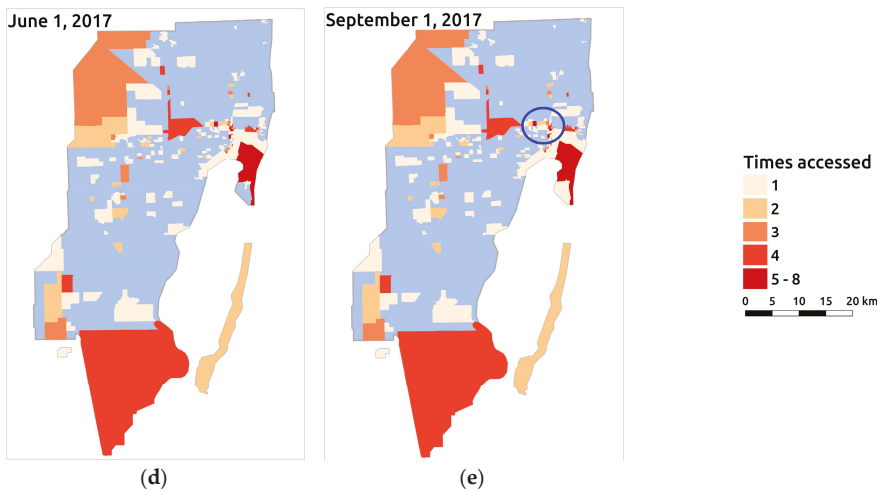 June 1, 2017
September 1, 2017
Times accessed
1
2
3
4
5 - 8
0 5 10 15 20 km
(d)
(e)